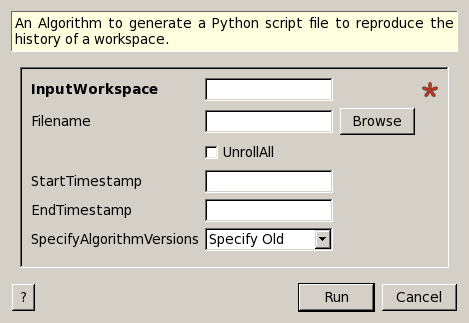 An Algorithm to generate a Python script file to reproduce the
history of a workspace.
InputWorkspace
Filename
Browse
UnrollAll
StartTimestamp
EndTimestamp
SpecifyAlgorithmVersions Specify Old
? Run Cancel